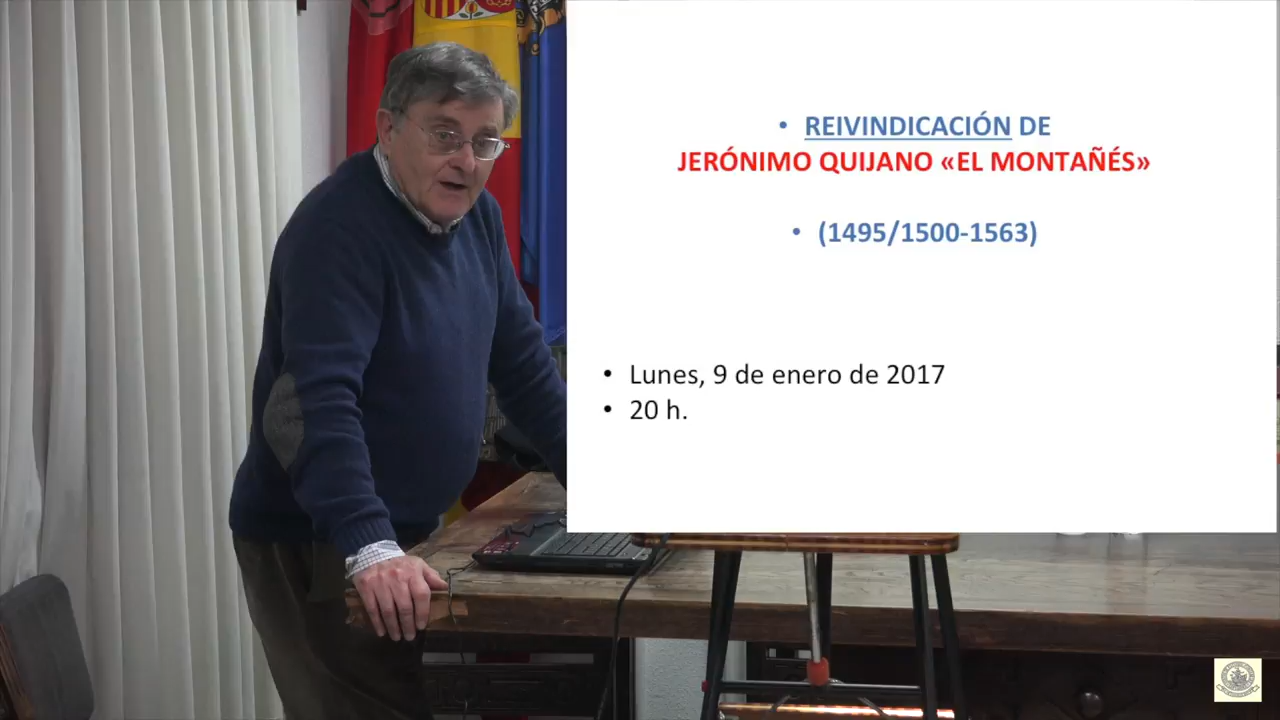 • REIVINDICACIÓN DE
JERÓNIMO QUIJANO «EL MONTAÑÉS»
• (1495/1500-1563)
• Lunes, 9 de enero de 2017
• 20 h.